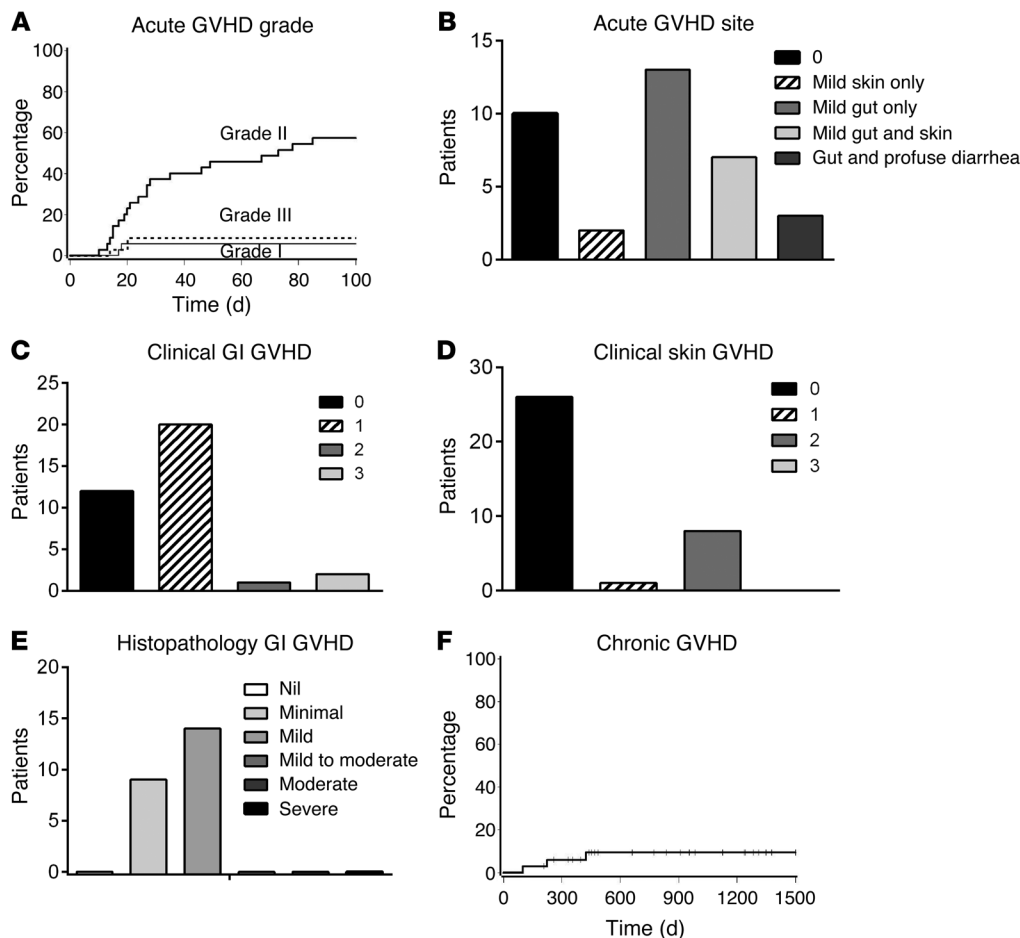 A
Acute GVHD grade
100
80
60
40
20
0
Percentage
Grade II
Grade III
Grade I
0 20 40 60 80 100
Time (d)
B
Acute GVHD site
15
10
5
0
Patients
0
Mild skin only
Mild gut only
Mild gut and skin
Gut and profuse diarrhea
C
Clinical GI GVHD
25
20
15
10
5
0
Patients
0
1
2
3
D
Clinical skin GVHD
30
20
10
0
Patients
0
1
2
3
E
Histopathology GI GVHD
20
15
10
5
0
Patients
Nil
Minimal
Mild
Mild to moderate
Moderate
Severe
F
Chronic GVHD
100
80
60
40
20
0
Percentage
0 300 600 900 1200 1500
Time (d)